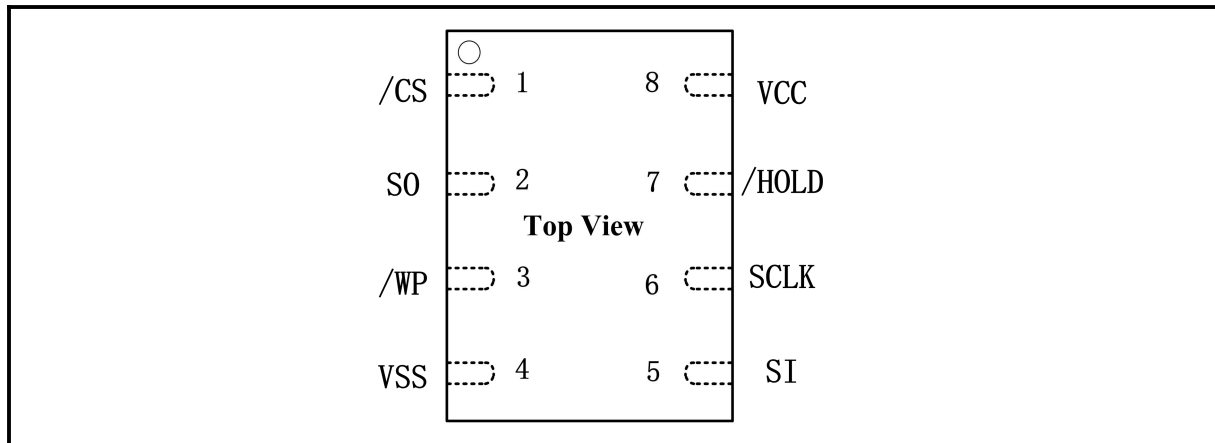 /CS 1 8 VCC
SO 2 7 /HOLD
Top View
/WP 3 6 SCLK
VSS 4 5 SI